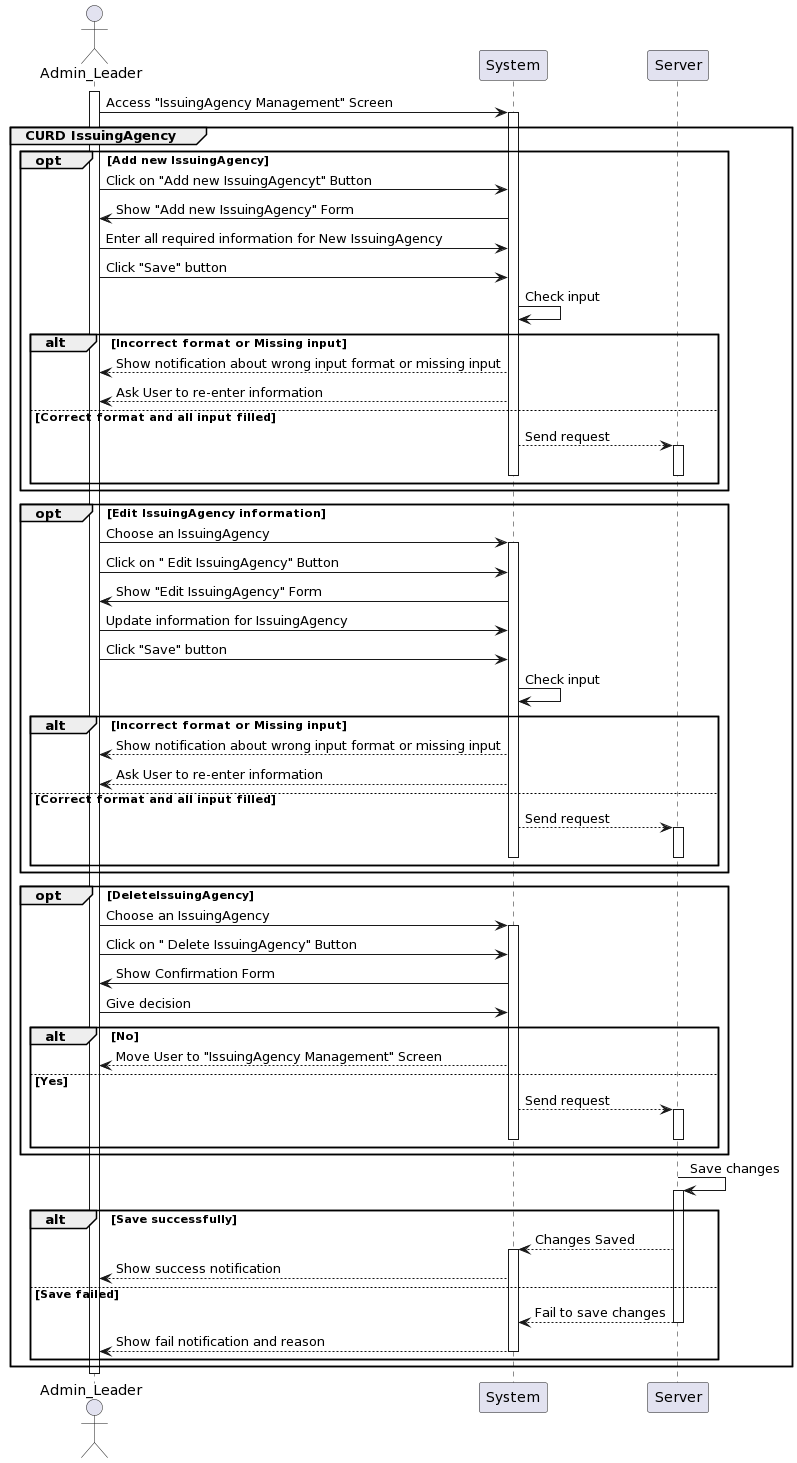 Admin_Leader
System
Server
Access "IssuingAgency Management" Screen
CURD IssuingAgency
opt
[Add new IssuingAgency]
Click on "Add new IssuingAgencyt" Button
Show "Add new IssuingAgency" Form
Enter all required information for New IssuingAgency
Click "Save" button
Check input
alt
[Incorrect format or Missing input]
Show notification about wrong input format or missing input
Ask User to re-enter information
[Correct format and all input filled]
Send request
opt
[Edit IssuingAgency information]
Choose an IssuingAgency
Click on " Edit IssuingAgency" Button
Show "Edit IssuingAgency" Form
Update information for IssuingAgency
Click "Save" button
Check input
alt
[Incorrect format or Missing input]
Show notification about wrong input format or missing input
Ask User to re-enter information
[Correct format and all input filled]
Send request
opt
[DeleteIssuingAgency]
Choose an IssuingAgency
Click on " Delete IssuingAgency" Button
Show Confirmation Form
Give decision
alt
[No]
Move User to "IssuingAgency Management" Screen
[Yes]
Send request
Save changes
alt
[Save successfully]
Changes Saved
Show success notification
[Save failed]
Fail to save changes
Show fail notification and reason
Admin_Leader
System
Server